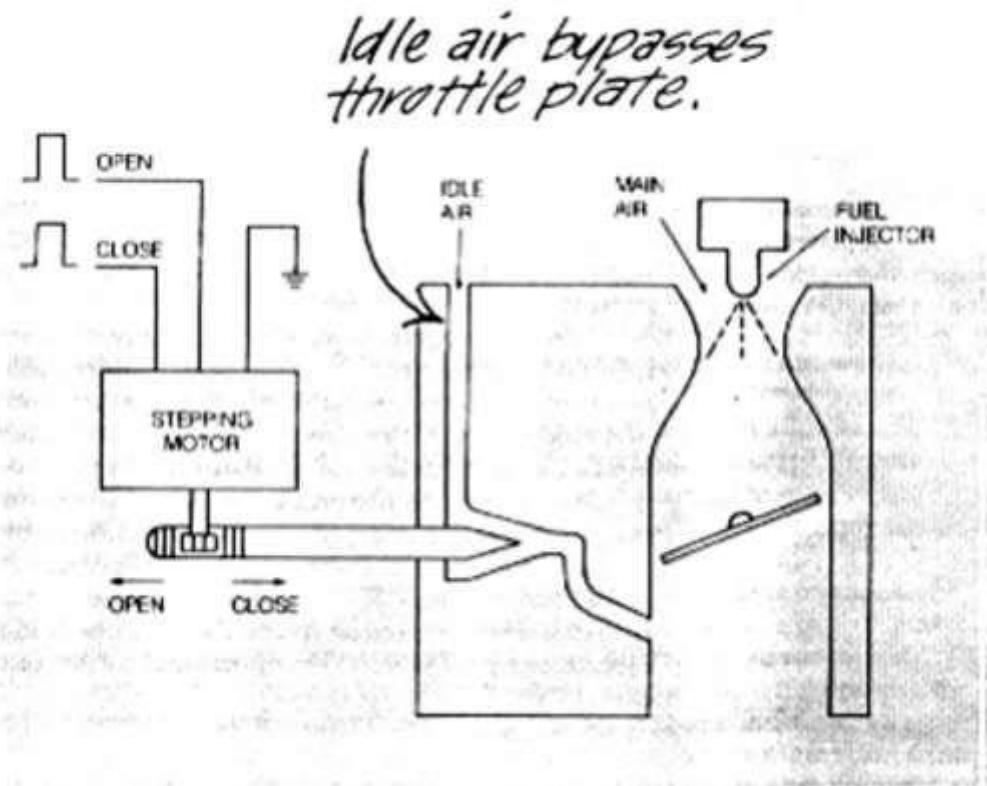 Idle air bypasses
throttle plate.
OPEN
CLOSE
IDLE
AIR
MAIN
AIR
FUEL
INJECTOR
STEPPING
MOTOR
OPEN
CLOSE